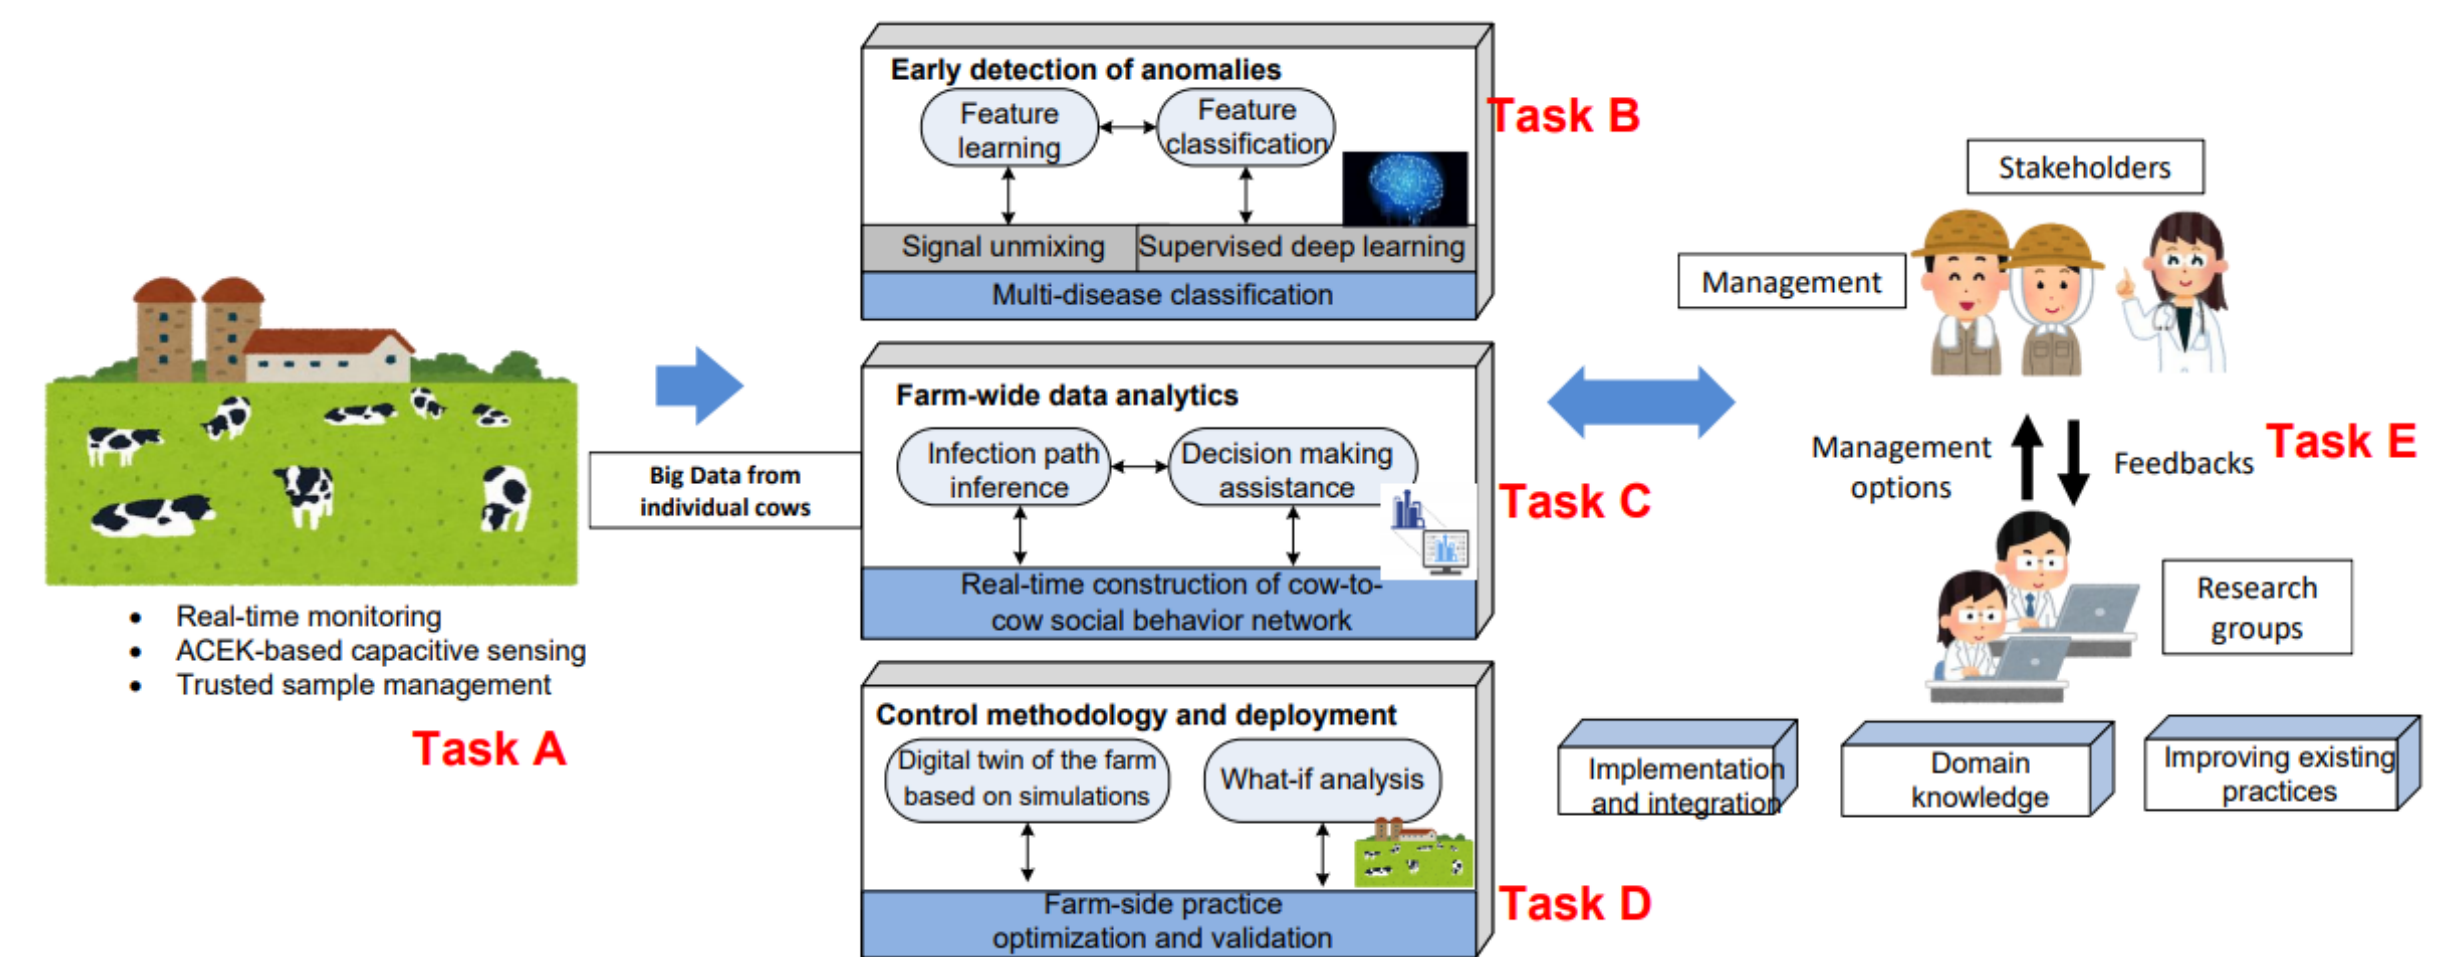 Early detection of anomalies
Feature
learning
Feature
classification
Signal unmixing
Supervised deep learning
Multi-disease classification
Task B
Farm-wide data analytics
Infection path
inference
Decision making
assistance
Real-time construction of cow-to-
cow social behavior network
Task C
Control methodology and deployment
Digital twin of the farm
based on simulations
What-if analysis
Farm-side practice
optimization and validation
Task D
Big Data from
individual cows
• Real-time monitoring
• ACEK-based capacitive sensing
• Trusted sample management
Task A
Stakeholders
Management
Management
options
Feedbacks
Task E
Research
groups
Implementation
and integration
Domain
knowledge
Improving existing
practices